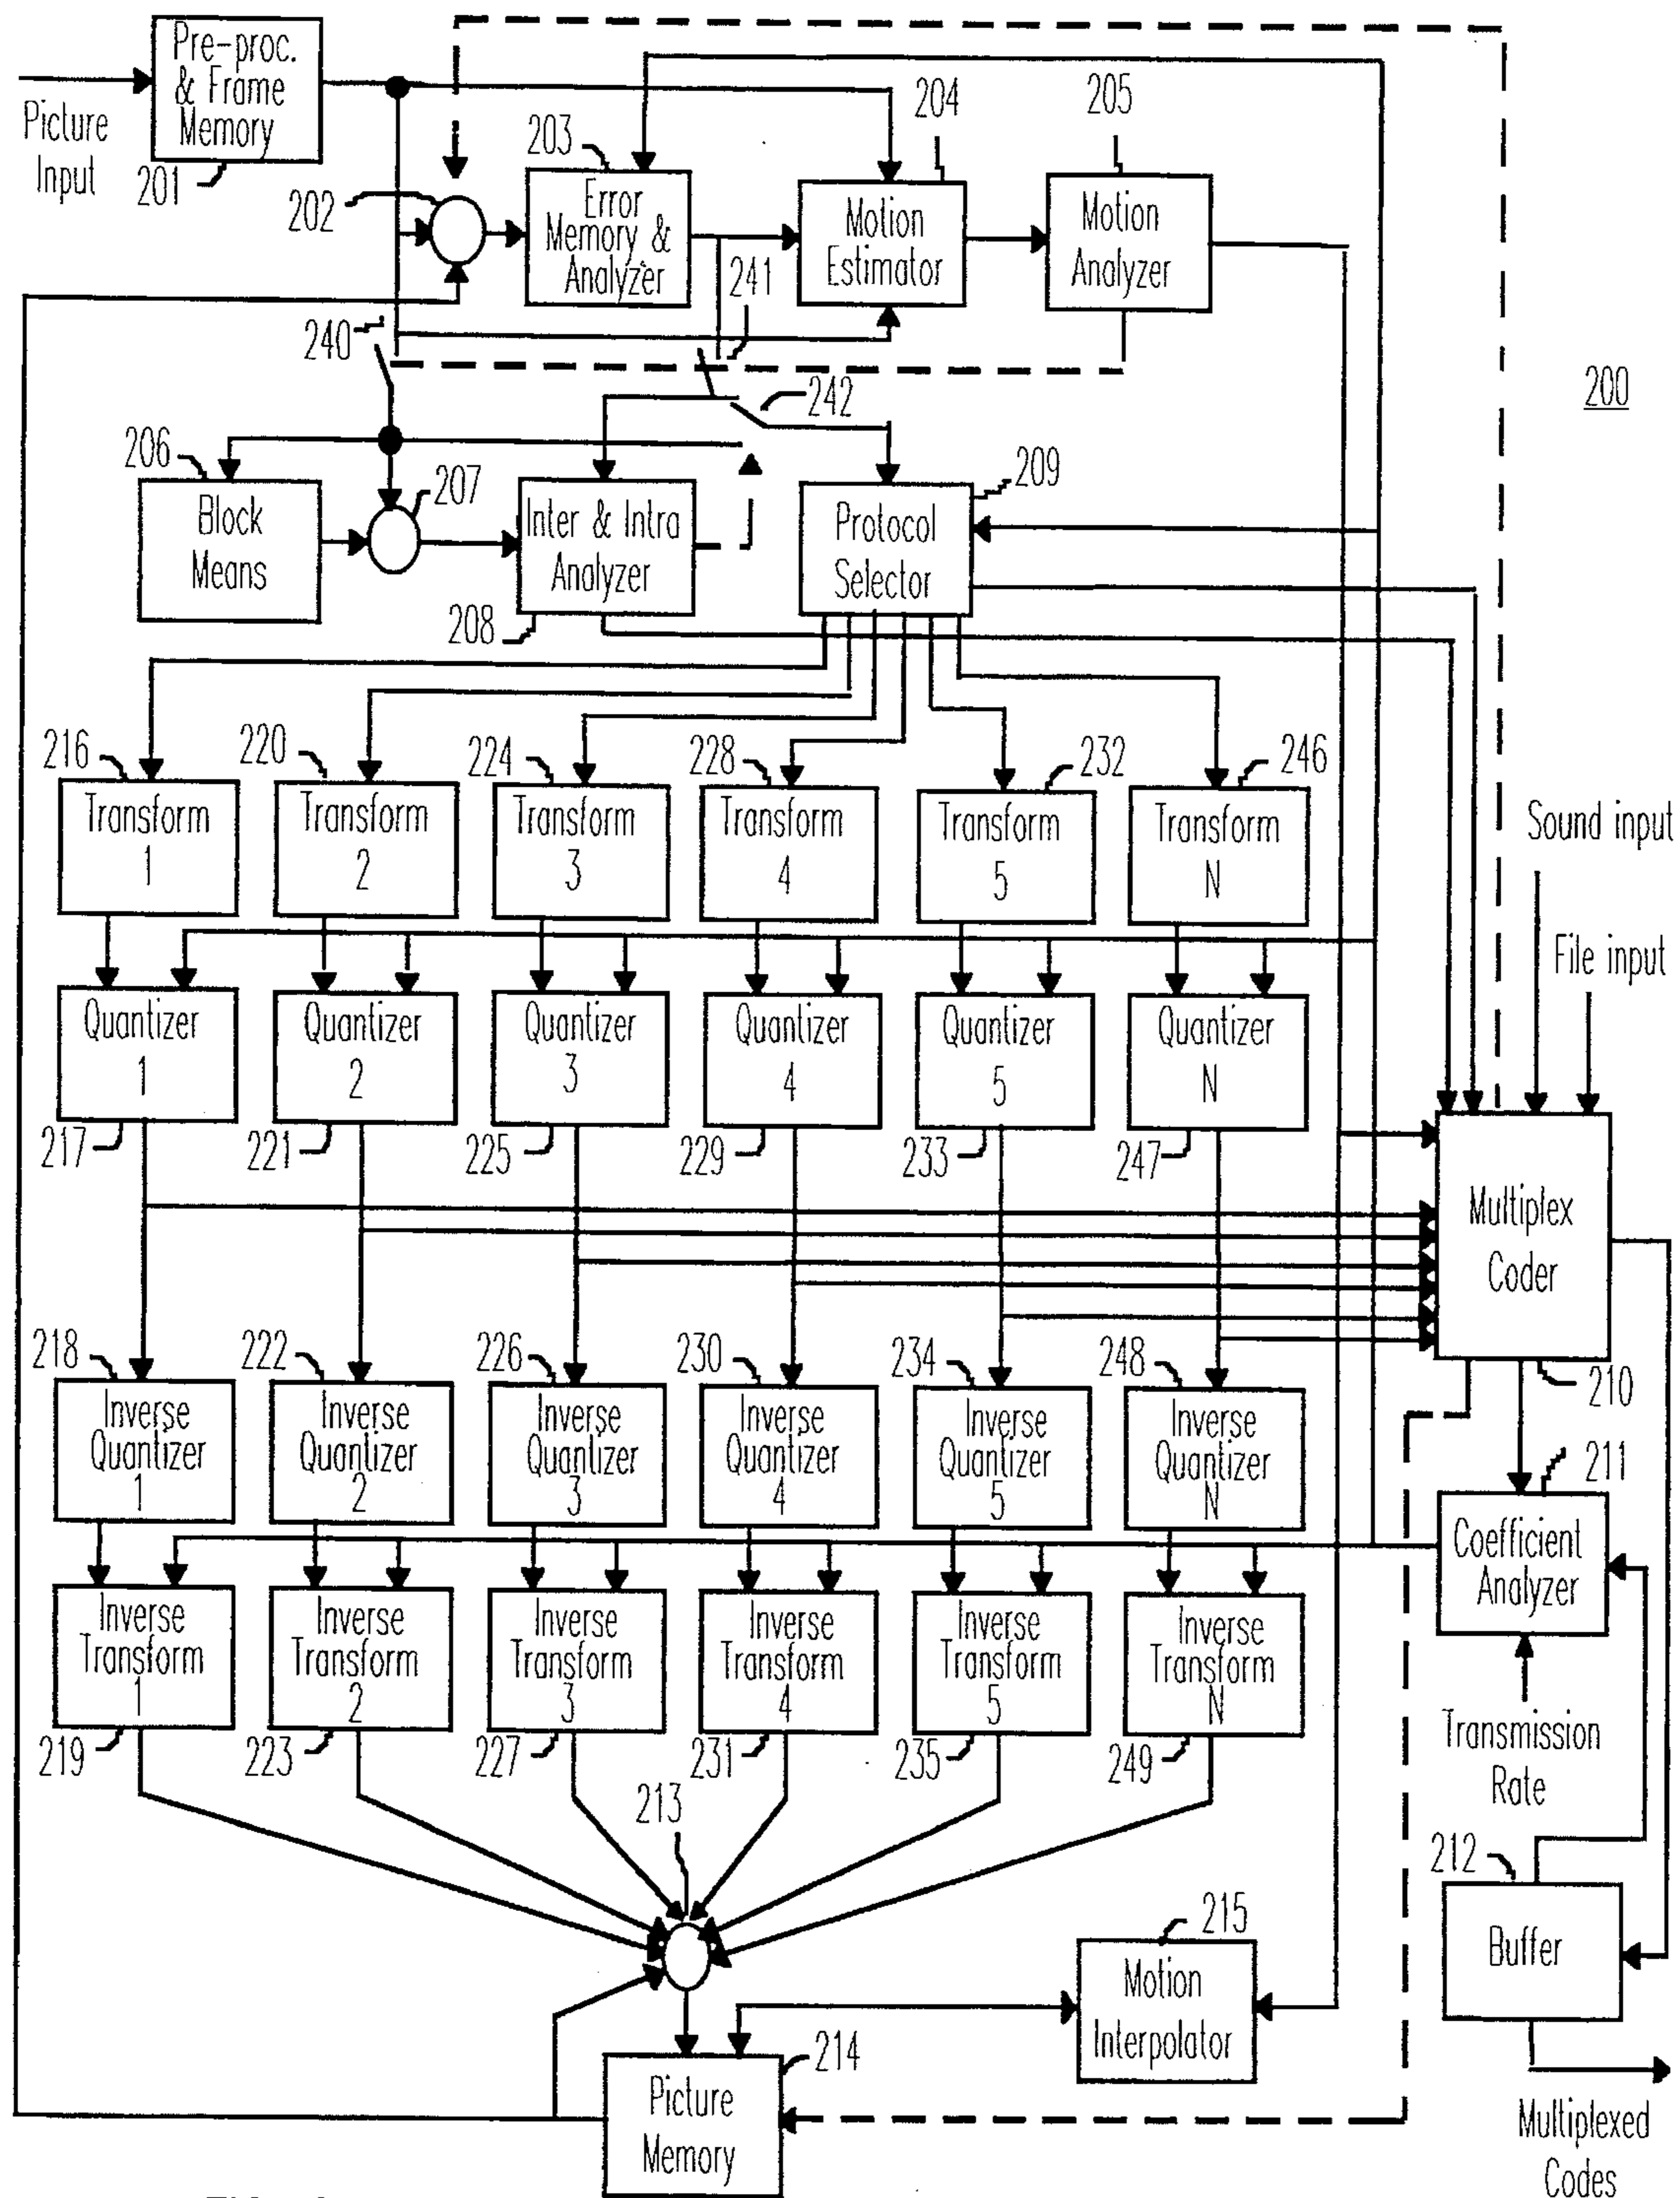 Pre-proc.
& Frame
Memory
Picture
Input
201
202
203
204
205
Error
Memory &
Analyzer
Motion
Estimator
Motion
Analyzer
240
241
242
200
206
207
209
Block
Means
Inter & Intra
Analyzer
Protocol
Selector
208
216
220
224
228
232
246
Transform
1
Transform
2
Transform
3
Transform
4
Transform
5
Transform
N
Sound input
File input
Quantizer
1
Quantizer
2
Quantizer
3
Quantizer
4
Quantizer
5
Quantizer
N
217
221
225
229
233
247
Multiplex
Coder
210
218
222
226
230
234
248
Inverse
Quantizer
1
Inverse
Quantizer
2
Inverse
Quantizer
3
Inverse
Quantizer
4
Inverse
Quantizer
5
Inverse
Quantizer
N
211
Coefficient
Analyzer
Inverse
Transform
1
Inverse
Transform
2
Inverse
Transform
3
Inverse
Transform
4
Inverse
Transform
5
Inverse
Transform
N
219
223
227
231
235
249
Transmission
Rate
213
212
Buffer
215
Motion
Interpolator
214
Picture
Memory
Multiplexed
Codes